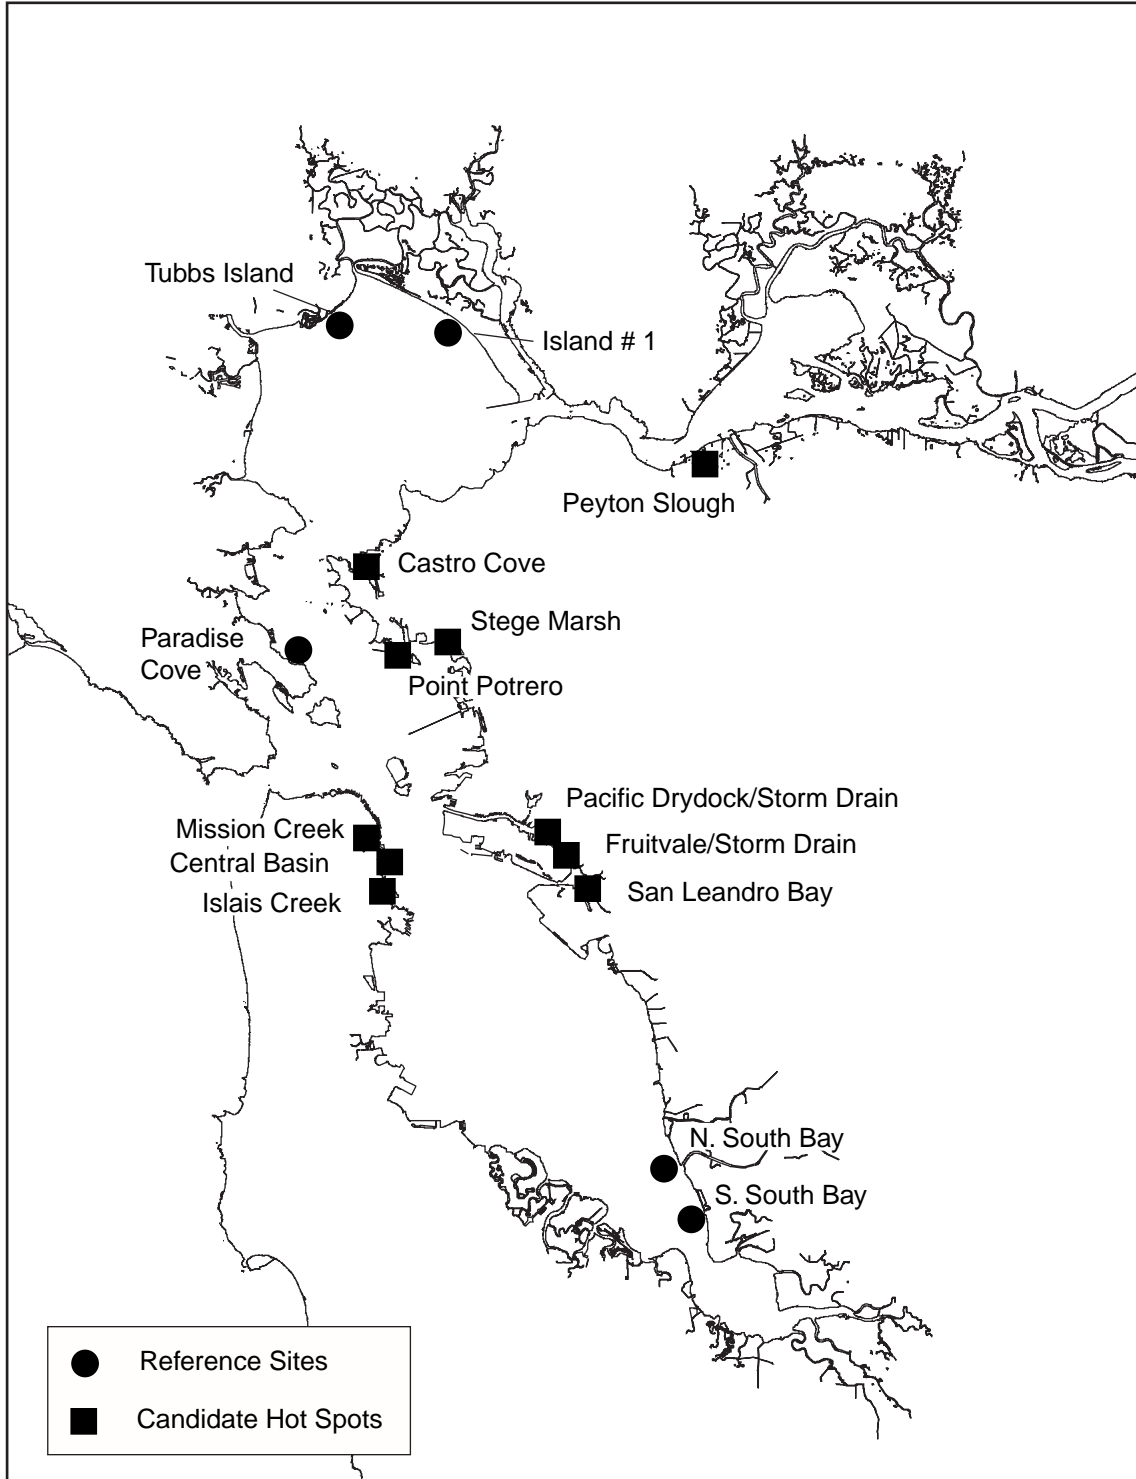 Tubbs Island
Island # 1
Peyton Slough
Castro Cove
Stege Marsh
Paradise
Cove
Point Potrero
Pacific Drydock/Storm Drain
Mission Creek
Fruitvale/Storm Drain
Central Basin
San Leandro Bay
Islais Creek
N. South Bay
S. South Bay
Reference Sites
Candidate Hot Spots